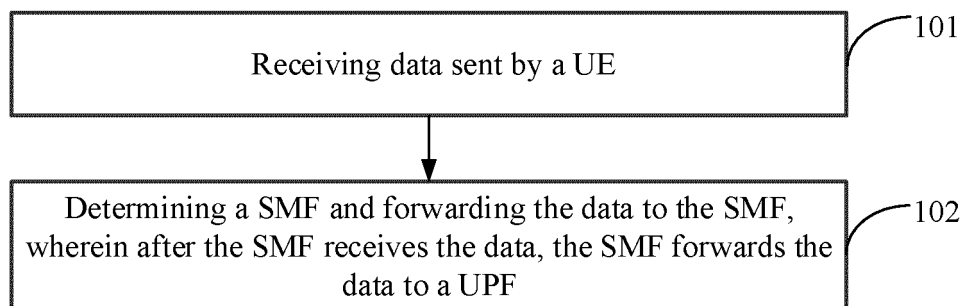 Receiving data sent by a UE
101
Determining a SMF and forwarding the data to the SMF,
wherein after the SMF receives the data, the SMF forwards the
data to a UPF
102